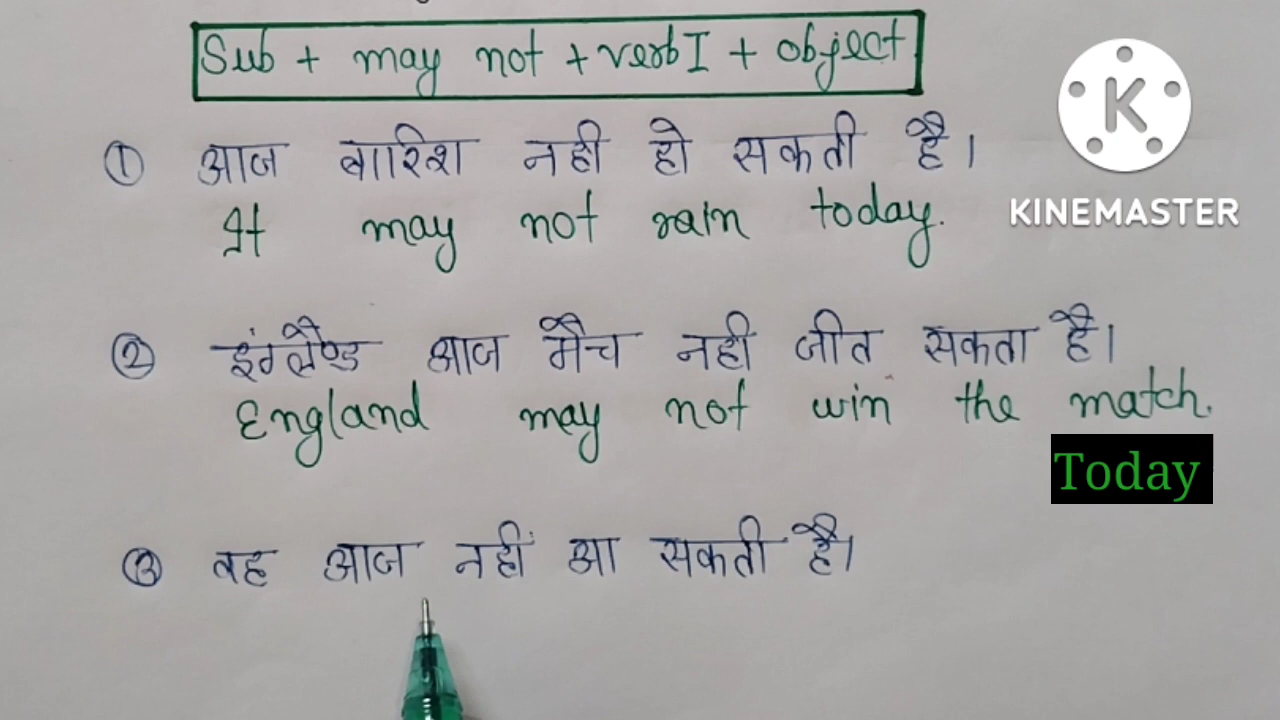 Sub + may not + verb I + object
① आज बारिश नही हो सकती है।
It may not rain today.
② इंग्लैण्ड आज मैच नही जीत सकता है।
England may not win the match.
Today
③ वह आज नहीं आ सकती है।
K
KINEMASTER